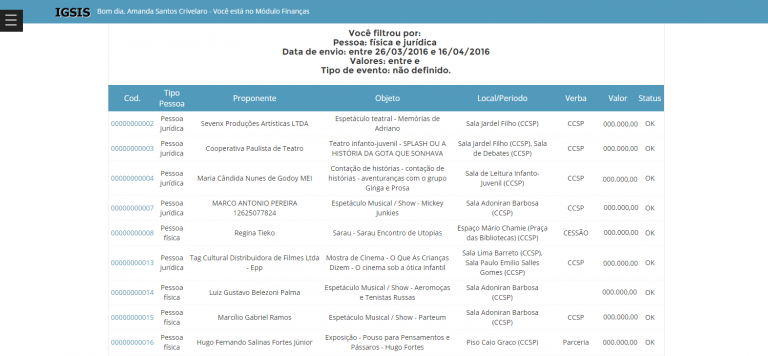 IGSIS Bom dia, Amanda Santos Crivelaro - Você está no Módulo Finanças
Você filtrou por:
Pessoa: física e jurídica
Data de envio: entre 26/03/2016 e 16/04/2016
Valores: entre e
Tipo de evento: não definido.
Cod. Tipo Pessoa Proponente Objeto Local/Periodo Verba Valor Status
00000000002 Pessoa jurídica Sevenx Produções Artísticas LTDA Espetáculo teatral - Memórias de Adriano Sala Jardel Filho (CCSP) CCSP 000.000,00 OK
00000000003 Pessoa jurídica Cooperativa Paulista de Teatro Teatro infanto-juvenil - SPLASH OU A HISTÓRIA DA GOTA QUE SONHAVA Sala Jardel Filho (CCSP), Sala de Debates (CCSP) CCSP 000.000,00 OK
00000000004 Pessoa jurídica Maria Cândida Nunes de Godoy MEI Contação de histórias - contação de histórias - aventuranças com o grupo Ginga e Prosa Sala de Leitura Infanto-Juvenil (CCSP) CCSP 000.000,00 OK
00000000007 Pessoa jurídica MARCO ANTONIO PEREIRA 12625077824 Espetáculo Musical / Show - Mickey Junkies Sala Adoniran Barbosa (CCSP) CCSP 000.000,00 OK
00000000008 Pessoa física Regina Tieko Sarau - Sarau Encontro de Utopias Espaço Mário Chamie (Praça das Bibliotecas) (CCSP) CESSÃO 000.000,00 OK
00000000013 Pessoa jurídica Tag Cultural Distribuidora de Filmes Ltda - Epp Mostra de Cinema - O Que As Crianças Dizem - O cinema sob a ótica infantil Sala Lima Barreto (CCSP), Sala Paulo Emilio Salles Gomes (CCSP) CCSP 000.000,00 OK
00000000014 Pessoa física Luiz Gustavo Belezoni Palma Espetáculo Musical / Show - Aeromoças e Tenistas Russas Sala Adoniran Barbosa (CCSP) 000.000,00 OK
00000000015 Pessoa física Marcílio Gabriel Ramos Espetáculo Musical / Show - Parteum Sala Adoniran Barbosa (CCSP) CCSP 000.000,00 OK
00000000016 Pessoa física Hugo Fernando Salinas Fortes Júnior Exposição - Pouso para Pensamentos e Pássaros - Hugo Fortes Piso Caio Graco (CCSP) Parceria 000.000,00 OK